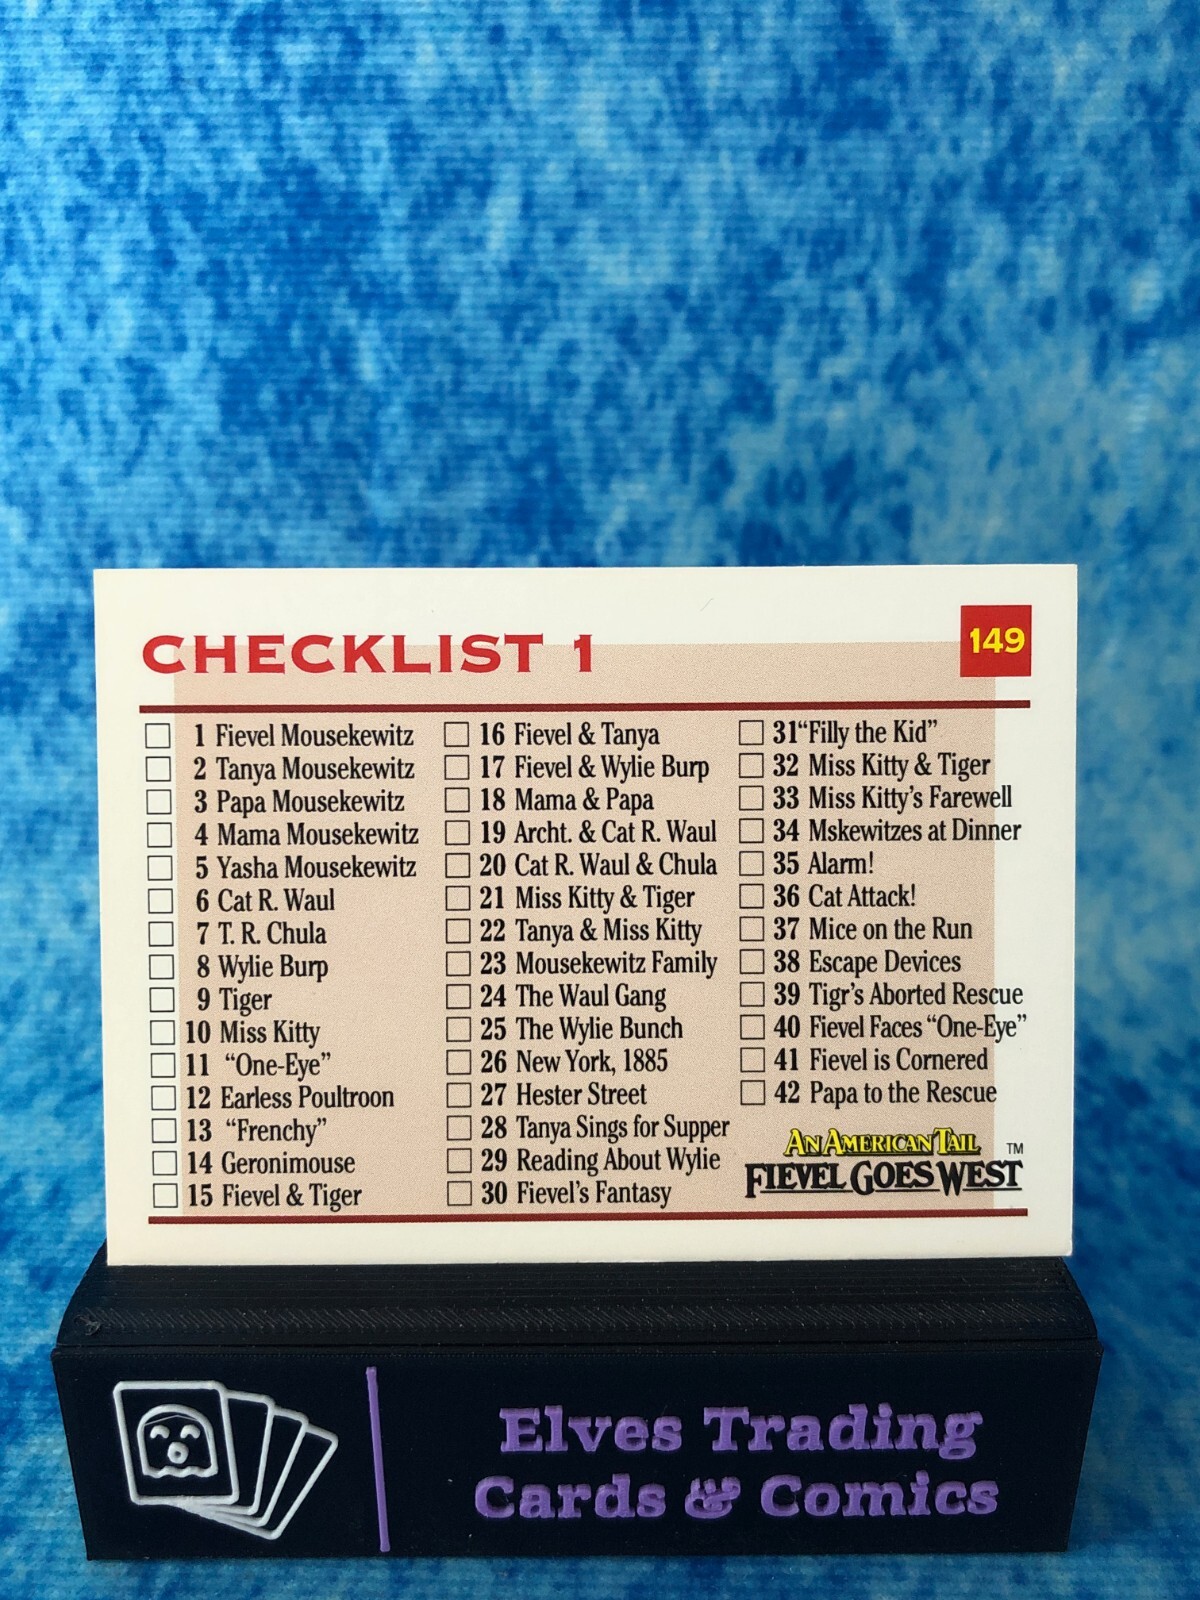 CHECKLIST 1
149
1 Fievel Mousekewitz
2 Tanya Mousekewitz
3 Papa Mousekewitz
4 Mama Mousekewitz
5 Yasha Mousekewitz
6 Cat R. Waul
7 T. R. Chula
8 Wylie Burp
9 Tiger
10 Miss Kitty
11 “One-Eye”
12 Earless Poultroon
13 “Frenchy”
14 Geronimouse
15 Fievel & Tiger
16 Fievel & Tanya
17 Fievel & Wylie Burp
18 Mama & Papa
19 Archt. & Cat R. Waul
20 Cat R. Waul & Chula
21 Miss Kitty & Tiger
22 Tanya & Miss Kitty
23 Mousekewitz Family
24 The Waul Gang
25 The Wylie Bunch
26 New York, 1885
27 Hester Street
28 Tanya Sings for Supper
29 Reading About Wylie
30 Fievel's Fantasy
31“Filly the Kid”
32 Miss Kitty & Tiger
33 Miss Kitty's Farewell
34 Mskewitzes at Dinner
35 Alarm!
36 Cat Attack!
37 Mice on the Run
38 Escape Devices
39 Tigr's Aborted Rescue
40 Fievel Faces “One-Eye”
41 Fievel is Cornered
42 Papa to the Rescue
AN AMERICAN TAIL
FIEVEL GOES WEST ™
Elves Trading
Cards & Comics